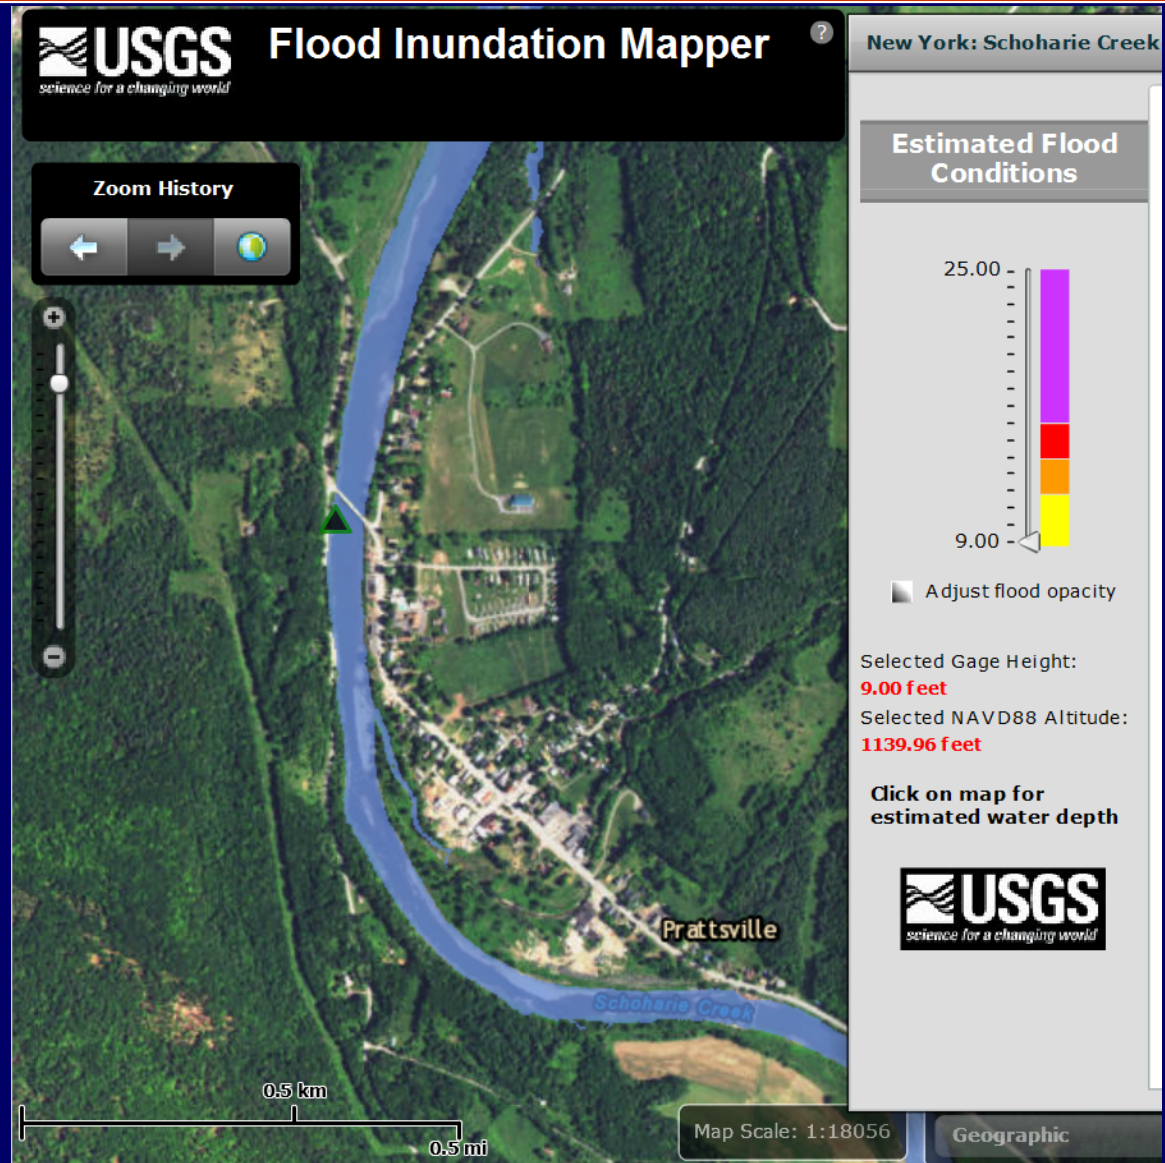 USGS
science for a changing world
Flood Inundation Mapper
?
New York: Schoharie Creek
Zoom History
Estimated Flood
Conditions
25.00
9.00
Adjust flood opacity
Selected Gage Height:
9.00 feet
Selected NAVD88 Altitude:
1139.96 feet
Click on map for
estimated water depth
USGS
science for a changing world
Prattsville
Schoharie Creek
0.5 km
0.5 mi
Map Scale: 1:18056
Geographic